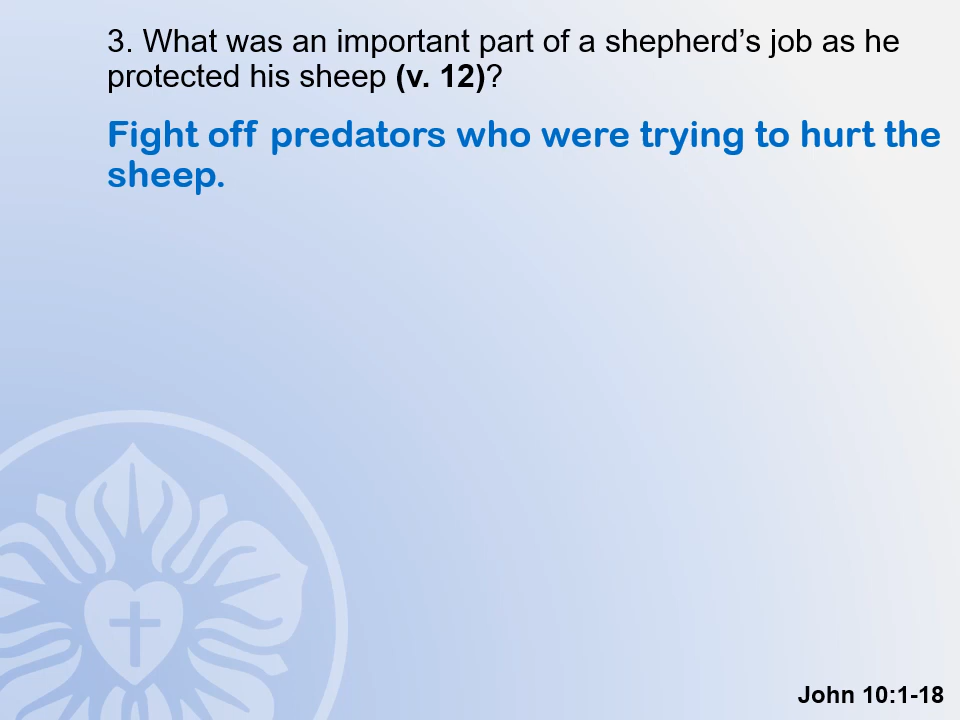 3. What was an important part of a shepherd’s job as he
protected his sheep (v. 12)?
Fight off predators who were trying to hurt the
sheep.
John 10:1-18